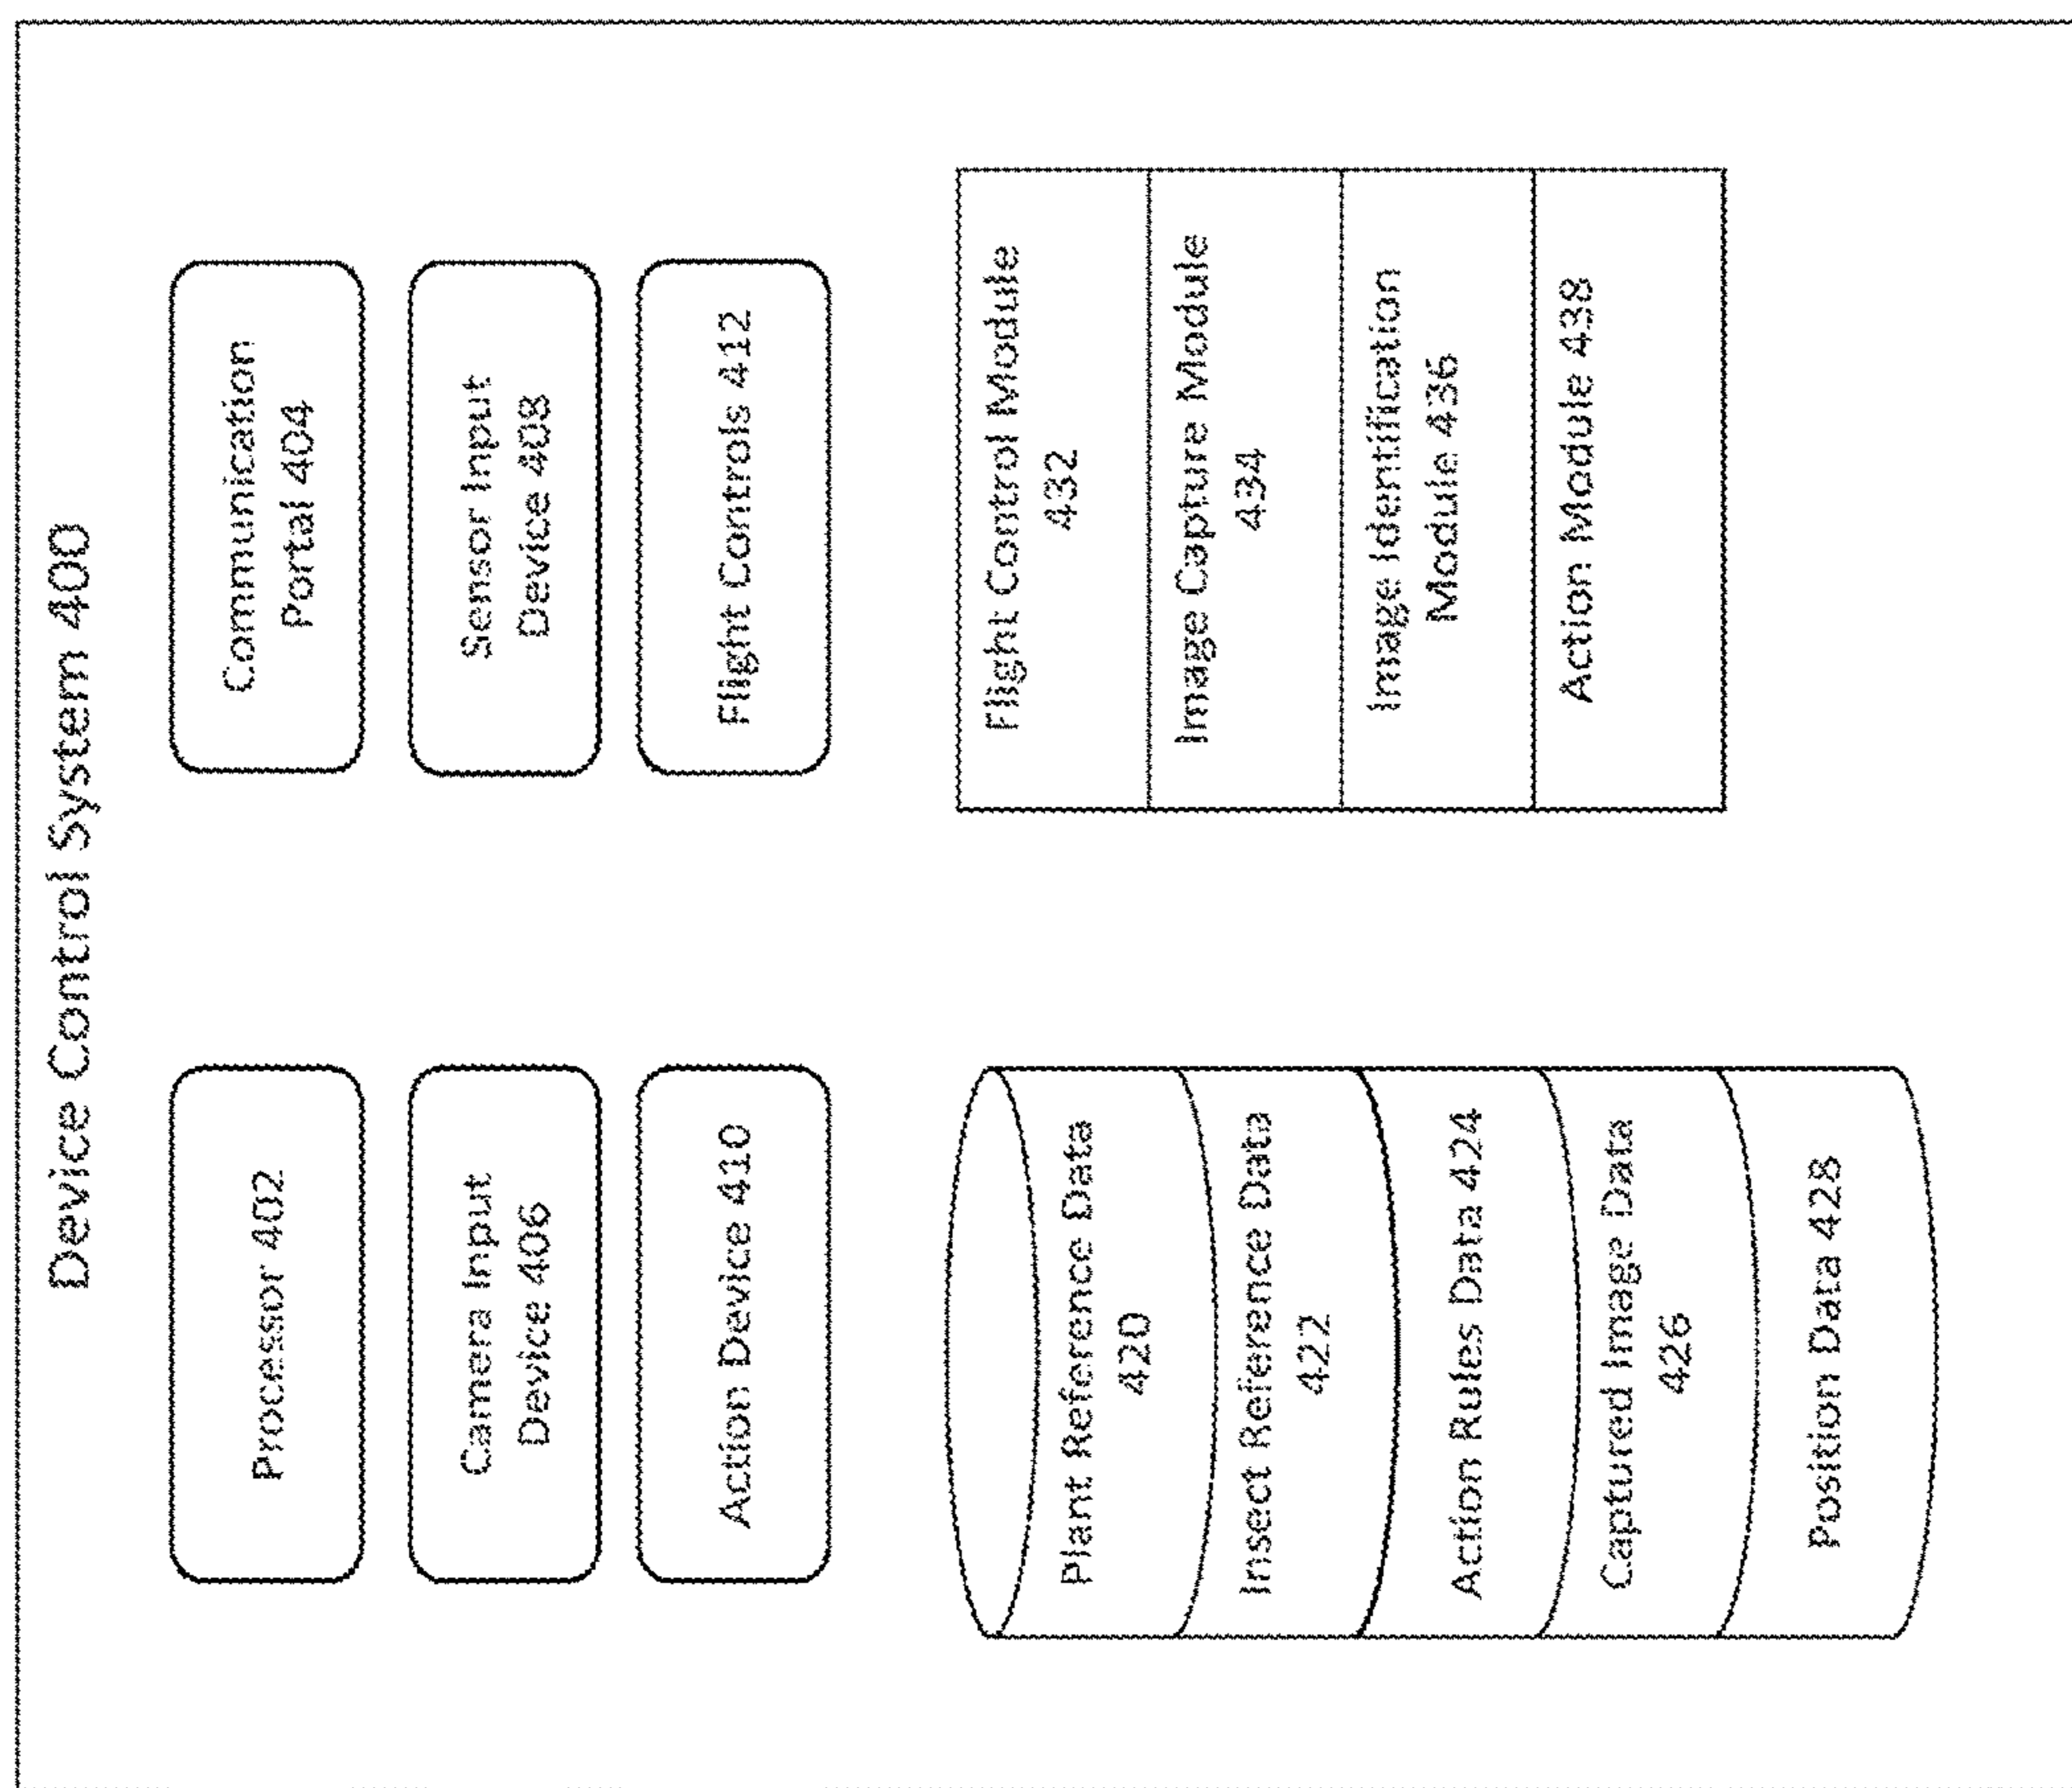 Device Control System 400
Processor 402
Communication
Portal 404
Camera Input
Device 406
Sensor Input
Device 408
Action Device 410
Flight Controls 412
Plant Reference Data
420
Insect Reference Data
422
Action Rules Data 424
Captured Image Data
426
Position Data 428
Flight Control Module
432
Image Capture Module
434
Image Identification
Module 436
Action Module 438